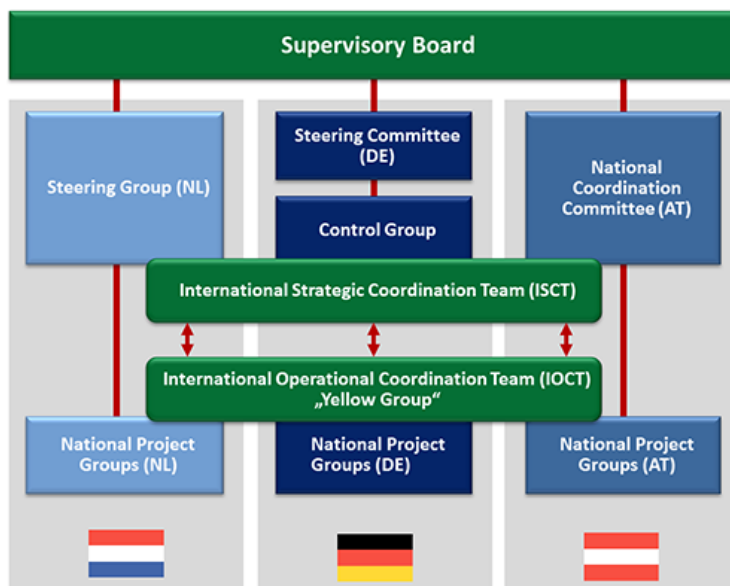 Supervisory Board
Steering Group (NL)
Steering Committee
(DE)
Control Group
National
Coordination
Committee (AT)
International Strategic Coordination Team (ISCT)
International Operational Coordination Team (IOCT)
„Yellow Group“
National Project
Groups (NL)
National Project
Groups (DE)
National Project
Groups (AT)